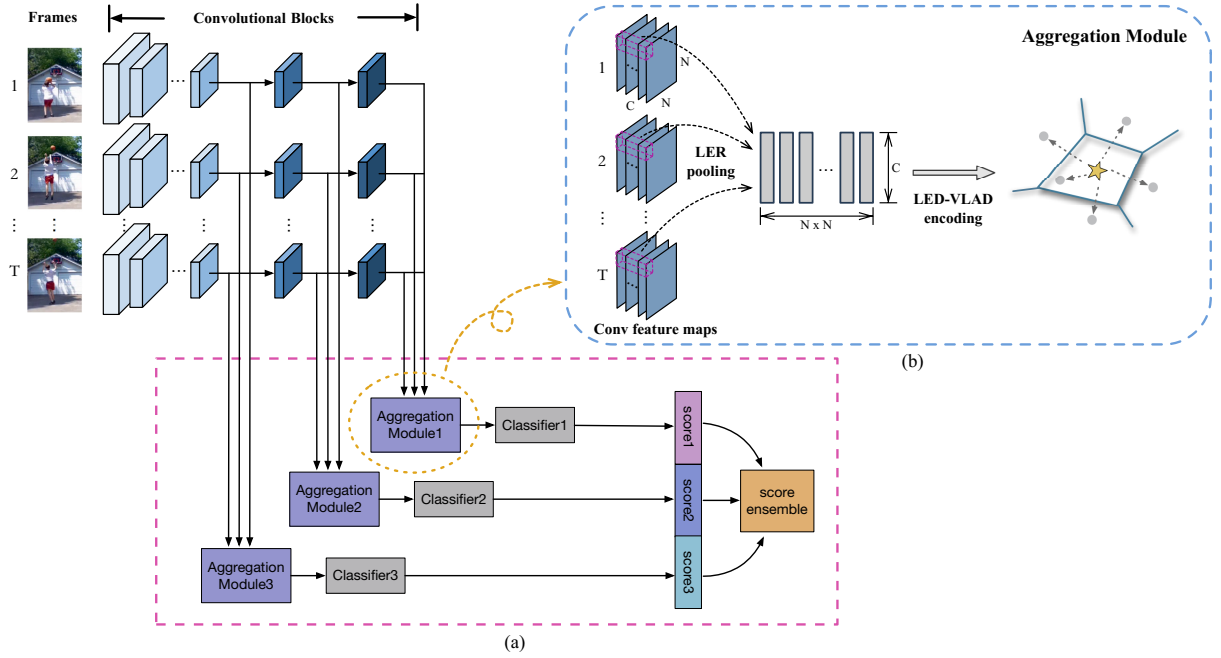 Frames
Convolutional Blocks
1
...
2
...
⋮
⋮
⋮
T
...
Aggregation Module
1
N
...
C
N
2
...
LER
pooling
...
C
N x N
LED-VLAD
encoding
⋮
⋮
T
...
Conv feature maps
(b)
Aggregation
Module1
Classifier1
score1
Aggregation
Module2
Classifier2
score2
score
ensemble
Aggregation
Module3
Classifier3
score3
(a)